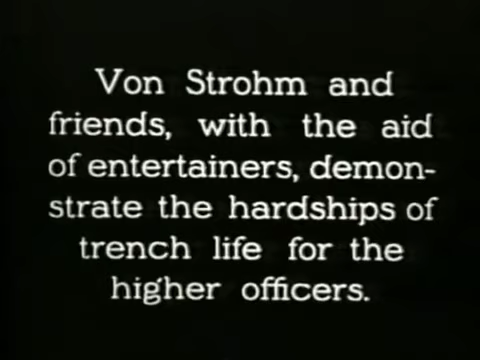 Von Strohm and
friends, with the aid
of entertainers, demon-
strate the hardships of
trench life for the
higher officers.